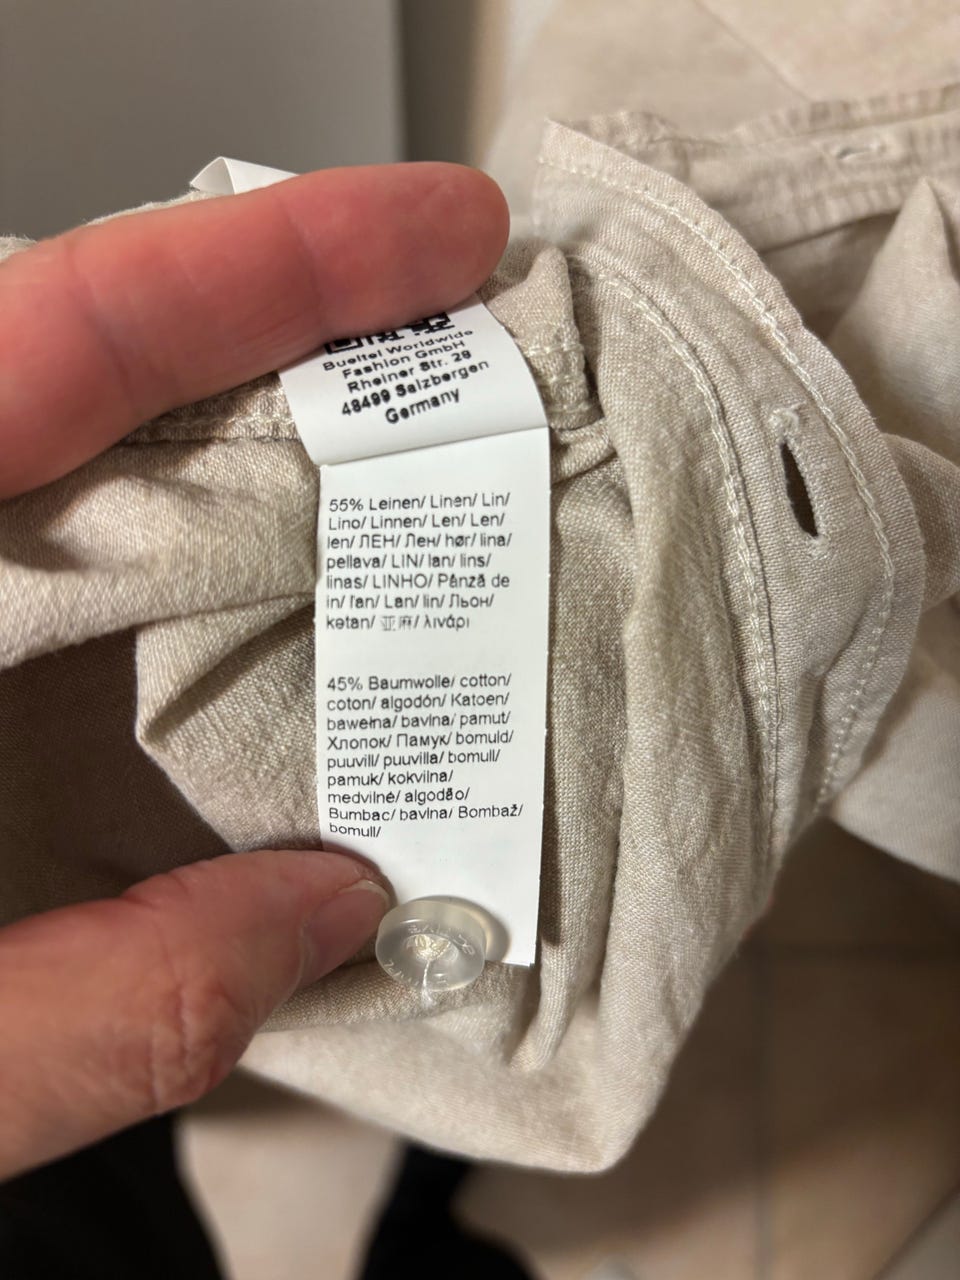 Bueltel Worldwide
Fashion GmbH
Rheiner Str. 28
48499 Salzbergen
Germany
55% Leinen/ Linen/ Lin/
Lino/ Linnen/ Len/ Len/
len/ ЛЕН/ Лен/ hør/ lina/
pellava/ LIN/ lan/ lins/
linas/ LINHO/ Pânză de
in/ ľan/ Lan/ lin/ Льон/
kətan/ 亚麻/ λινάρι
45% Baumwolle/ cotton/
coton/ algodón/ Katoen/
bawełna/ bavlna/ pamut/
Хлопок/ Памук/ bomuld/
puuvill/ puuvilla/ bomull/
pamuk/ kokvilna/
medvilnė/ algodão/
Bumbac/ bavlna/ Bombaž/
bomull/